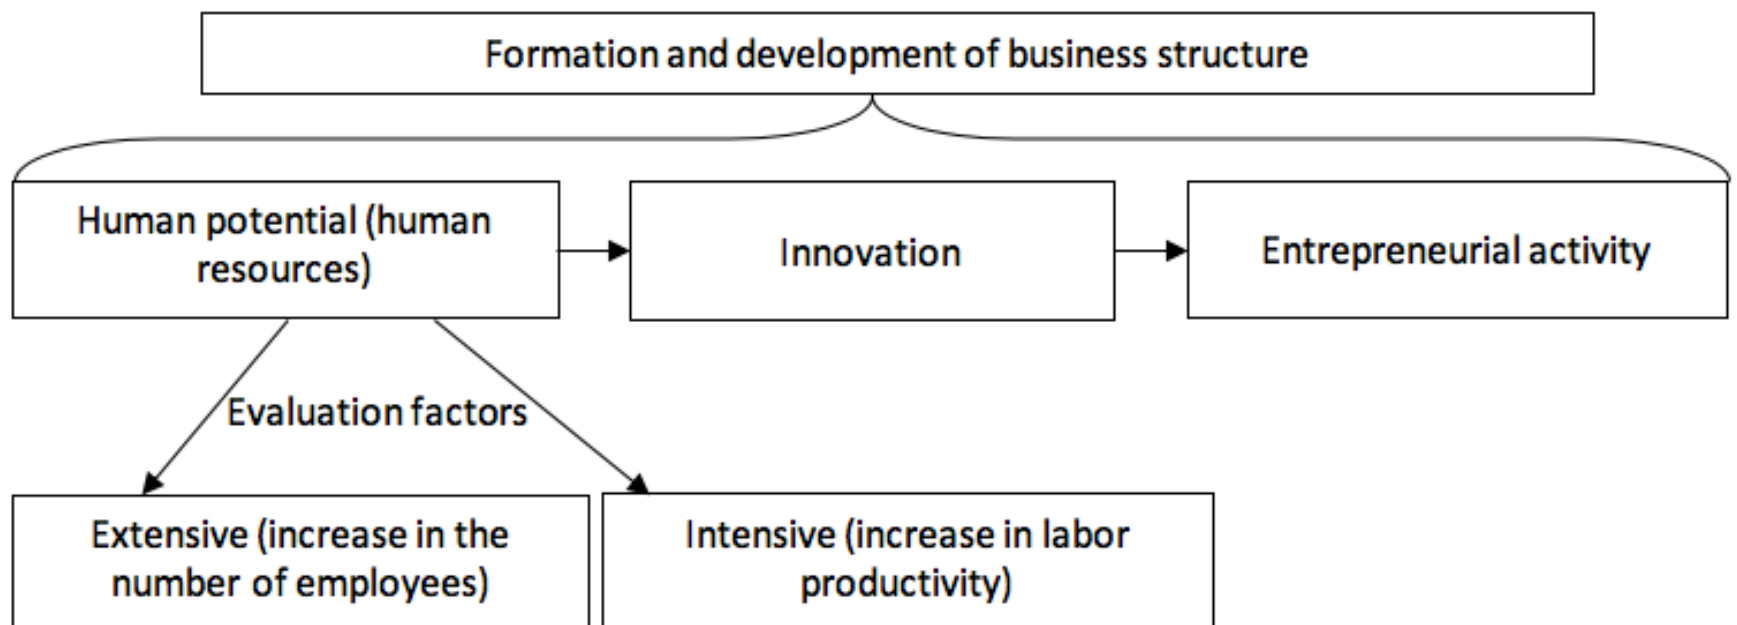 Formation and development of business structure
Human potential (human
resources)
Innovation
Entrepreneurial activity
Evaluation factors
Extensive (increase in the
number of employees)
Intensive (increase in labor
productivity)